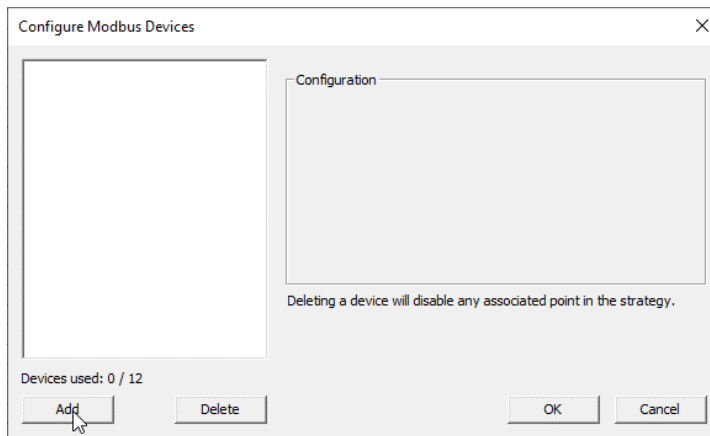 Configure Modbus Devices
Configuration
Deleting a device will disable any associated point in the strategy.
Devices used: 0 / 12
Add
Delete
OK
Cancel